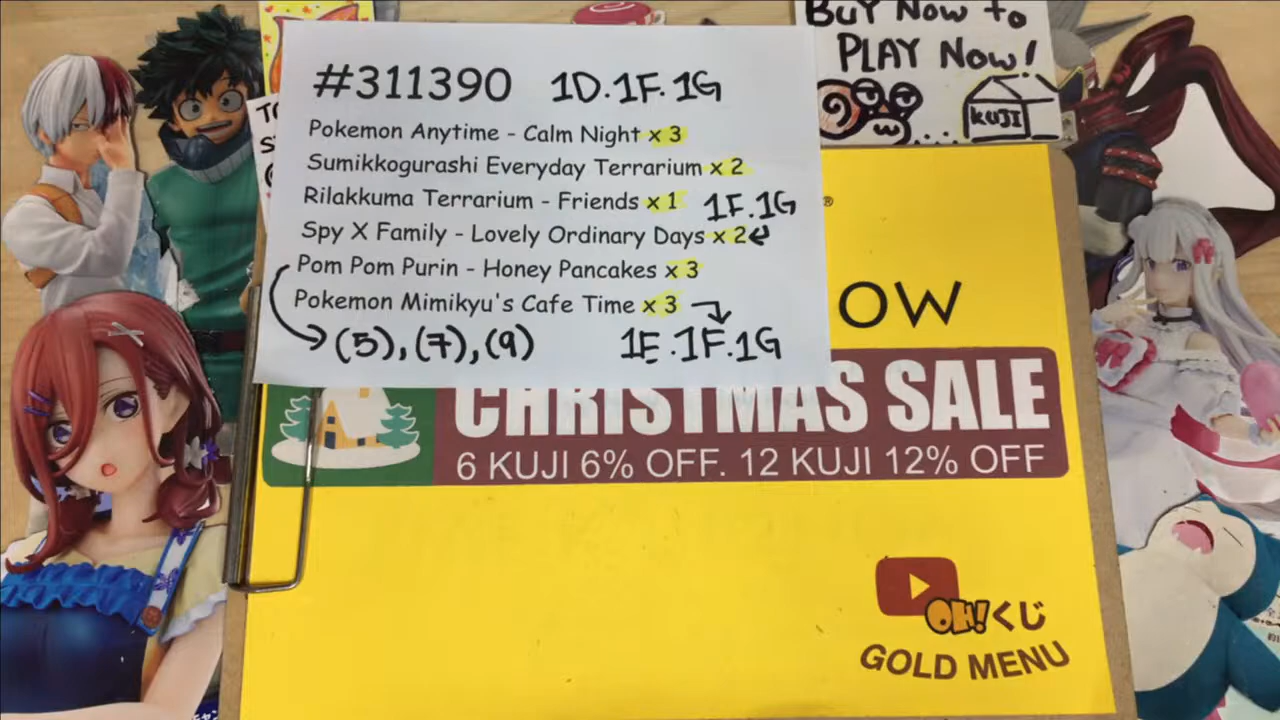 BUY NOW to
PLAY NOW!
KUJI
#311390 1D.1F.1G
Pokemon Anytime - Calm Night x 3
Sumikkogurashi Everyday Terrarium x 2
Rilakkuma Terrarium - Friends x 1 1F.1G
Spy X Family - Lovely Ordinary Days x 2
Pom Pom Purin - Honey Pancakes x 3
Pokemon Mimikyu's Cafe Time x 3
(5),(7),(9) 1E.1F.1G
OW
CHRISTMAS SALE
6 KUJI 6% OFF. 12 KUJI 12% OFF
OH!くじ
GOLD MENU